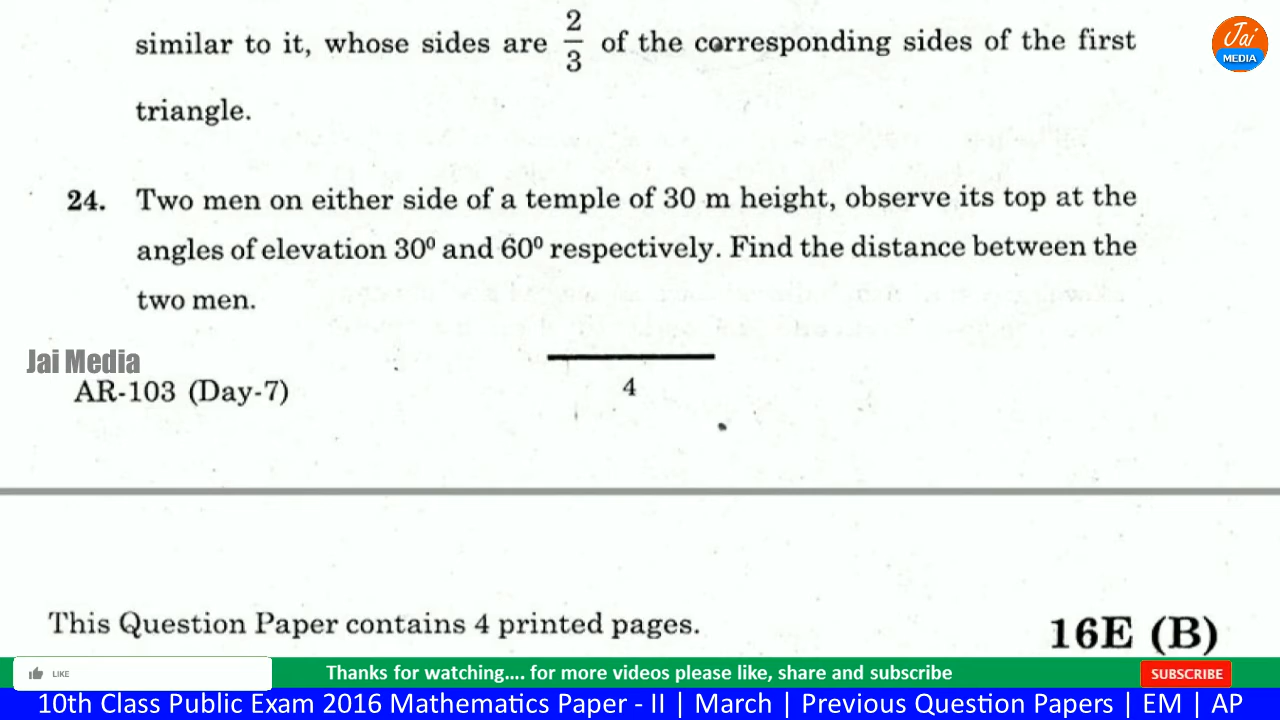 similar to it, whose sides are 2/3 of the corresponding sides of the first
triangle.
Jai
MEDIA
24. Two men on either side of a temple of 30 m height, observe its top at the
angles of elevation 30⁰ and 60⁰ respectively. Find the distance between the
two men.
Jai Media
AR-103 (Day-7)
4
This Question Paper contains 4 printed pages.
16E (B)
LIKE
Thanks for watching.... for more videos please like, share and subscribe
SUBSCRIBE
10th Class Public Exam 2016 Mathematics Paper - II | March | Previous Question Papers | EM | AP